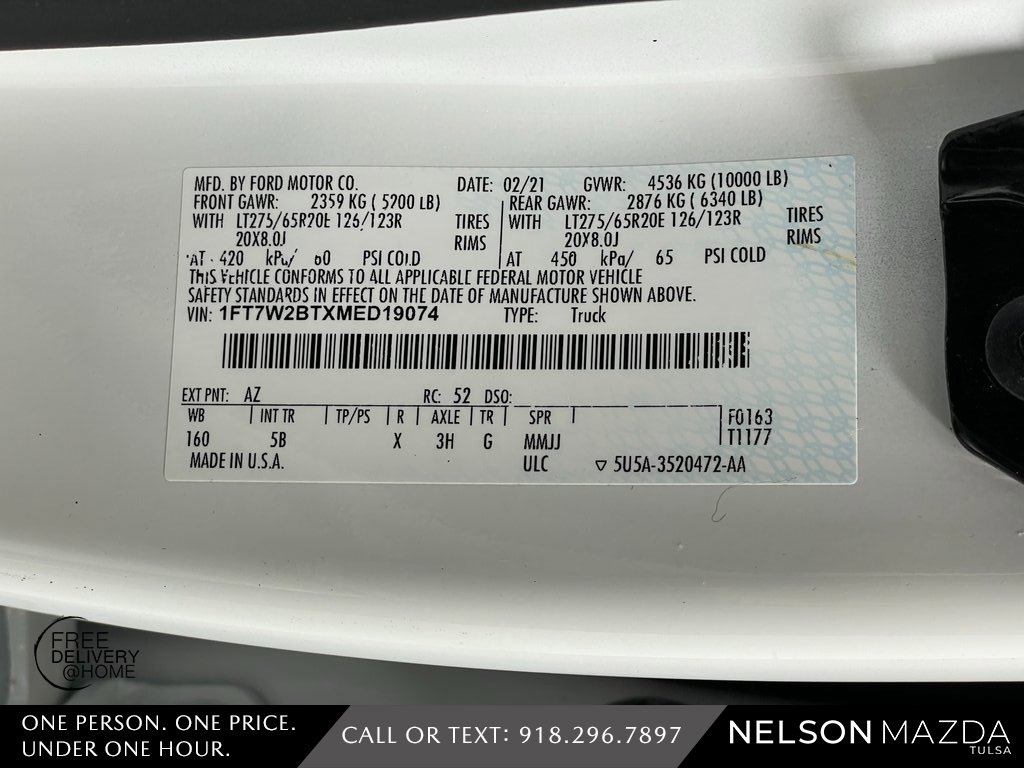 MFD. BY FORD MOTOR CO. DATE: 02/21 GVWR: 4536 KG (10000 LB)
FRONT GAWR: 2359 KG ( 5200 LB) REAR GAWR: 2876 KG ( 6340 LB)
WITH LT275/65R20E 126/123R TIRES WITH LT275/65R20E 126/123R TIRES
20X8.0J RIMS 20X8.0J RIMS
AT 420 kPa/ 60 PSI COLD AT 450 kPa/ 65 PSI COLD
THIS VEHICLE CONFORMS TO ALL APPLICABLE FEDERAL MOTOR VEHICLE
SAFETY STANDARDS IN EFFECT ON THE DATE OF MANUFACTURE SHOWN ABOVE.
VIN: 1FT7W2BTXMED19074 TYPE: Truck
EXT PNT: AZ RC: 52 DSO:
WB INT TR TP/PS R AXLE TR SPR F0163
160 5B X 3H G MMJJ T1177
MADE IN U.S.A. ULC 5U5A-3520472-AA
FREE
DELIVERY
@HOME
ONE PERSON. ONE PRICE.
UNDER ONE HOUR.
CALL OR TEXT: 918.296.7897
NELSON MAZDA
TULSA